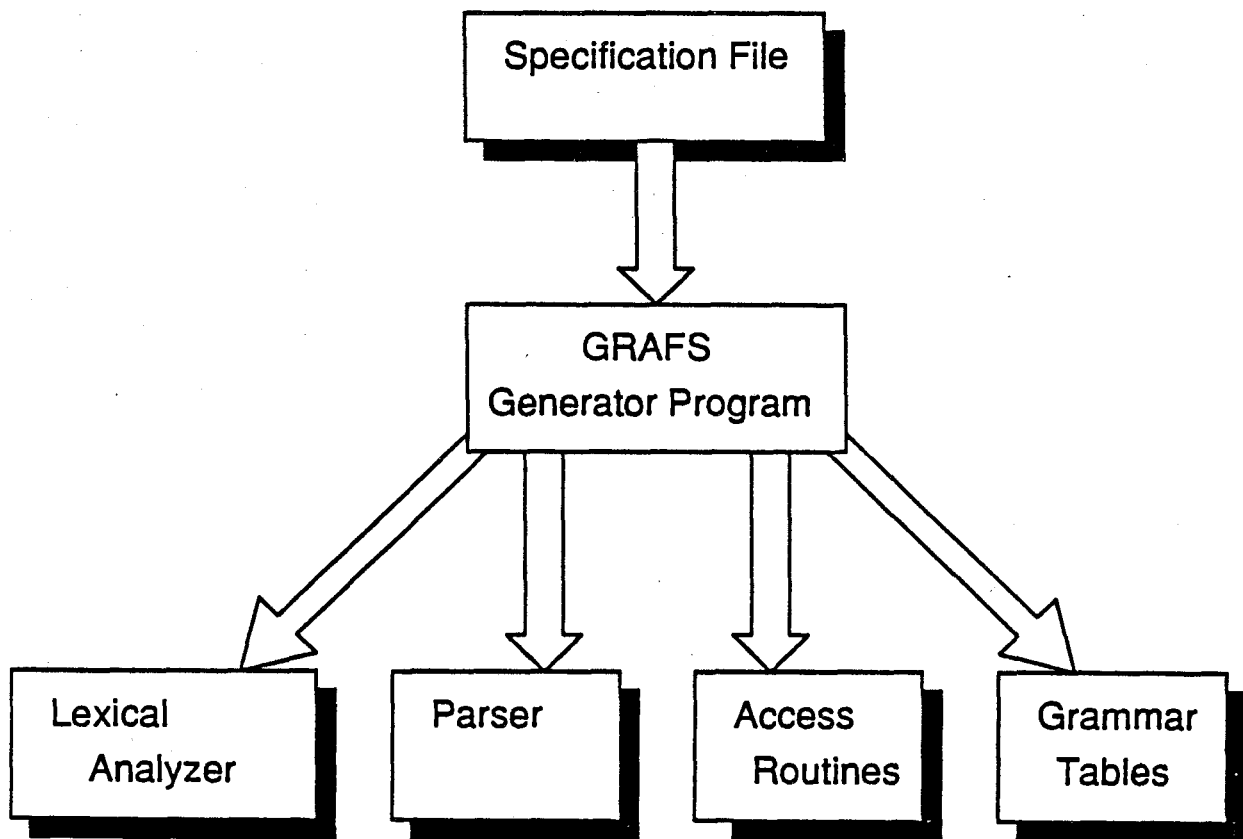 Specification File
GRAFS
Generator Program
Lexical
Analyzer
Parser
Access
Routines
Grammar
Tables